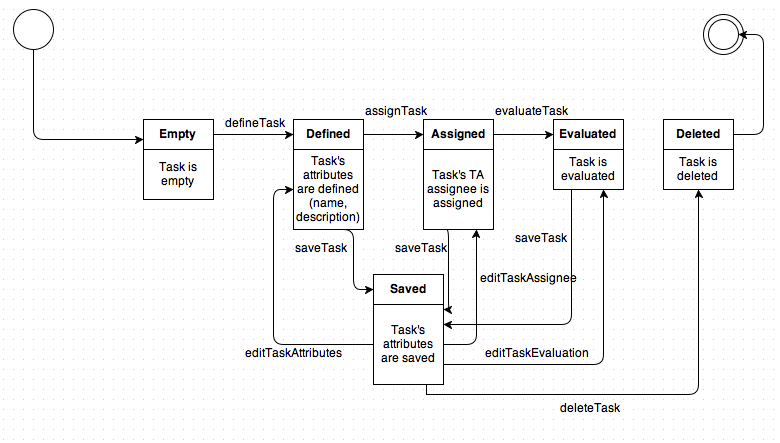 assignTask
evaluateTask
defineTask
Empty
Defined
Assigned
Evaluated
Deleted
Task is
empty
Task's
attributes
are defined
(name,
description)
Task's TA
assignee is
assigned
Task is
evaluated
Task is
deleted
saveTask
saveTask
saveTask
editTaskAssignee
Saved
Task's
attributes
are saved
editTaskAttributes
editTaskEvaluation
deleteTask